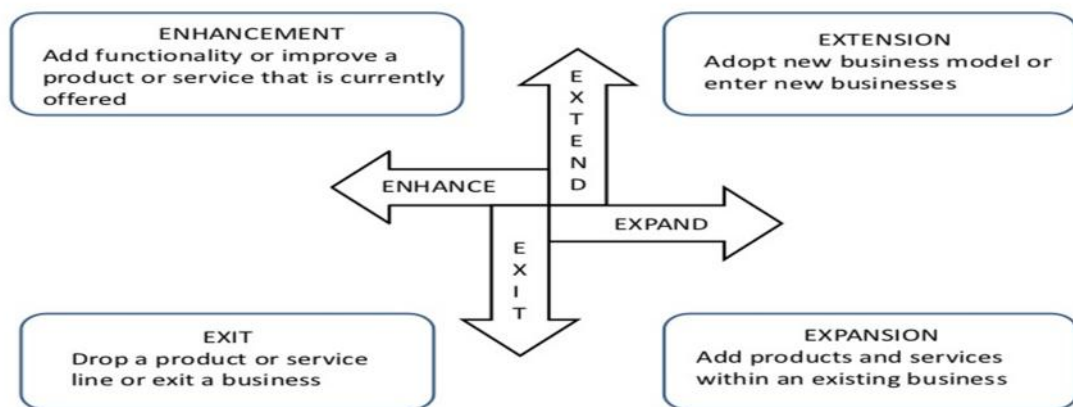 ENHANCEMENT
Add functionality or improve a
product or service that is currently
offered
EXTENSION
Adopt new business model or
enter new businesses
EXTEND
ENHANCE
EXPAND
EXIT
EXIT
Drop a product or service
line or exit a business
EXPANSION
Add products and services
within an existing business